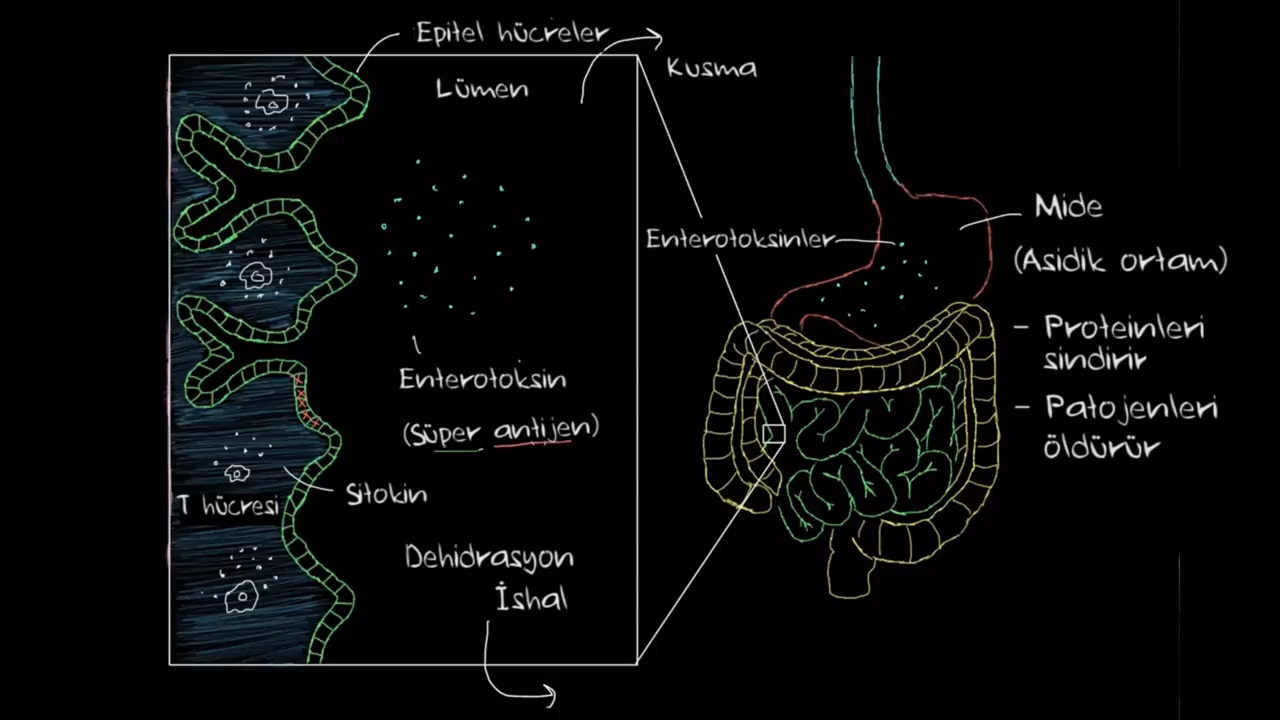 Epitel hücreler
Lümen
Kusma
Enterotoksin
(Süper antijen)
Sitokin
T hücresi
Dehidrasyon
İshal
Enterotoksinler
Mide
(Asidik ortam)
- Proteinleri
sindirir
- Patojenleri
öldürür